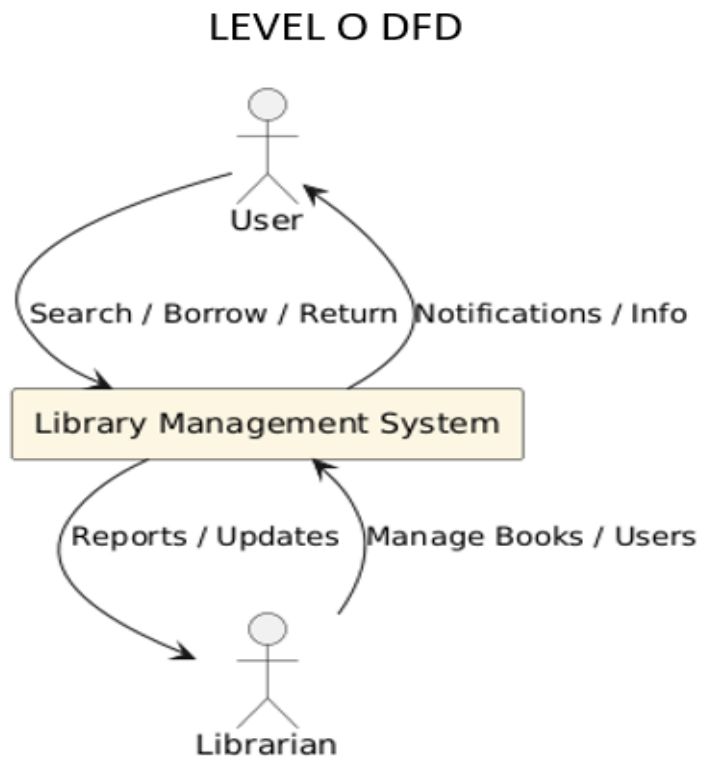 LEVEL O DFD
User
Search / Borrow / Return
Notifications / Info
Library Management System
Reports / Updates
Manage Books / Users
Librarian